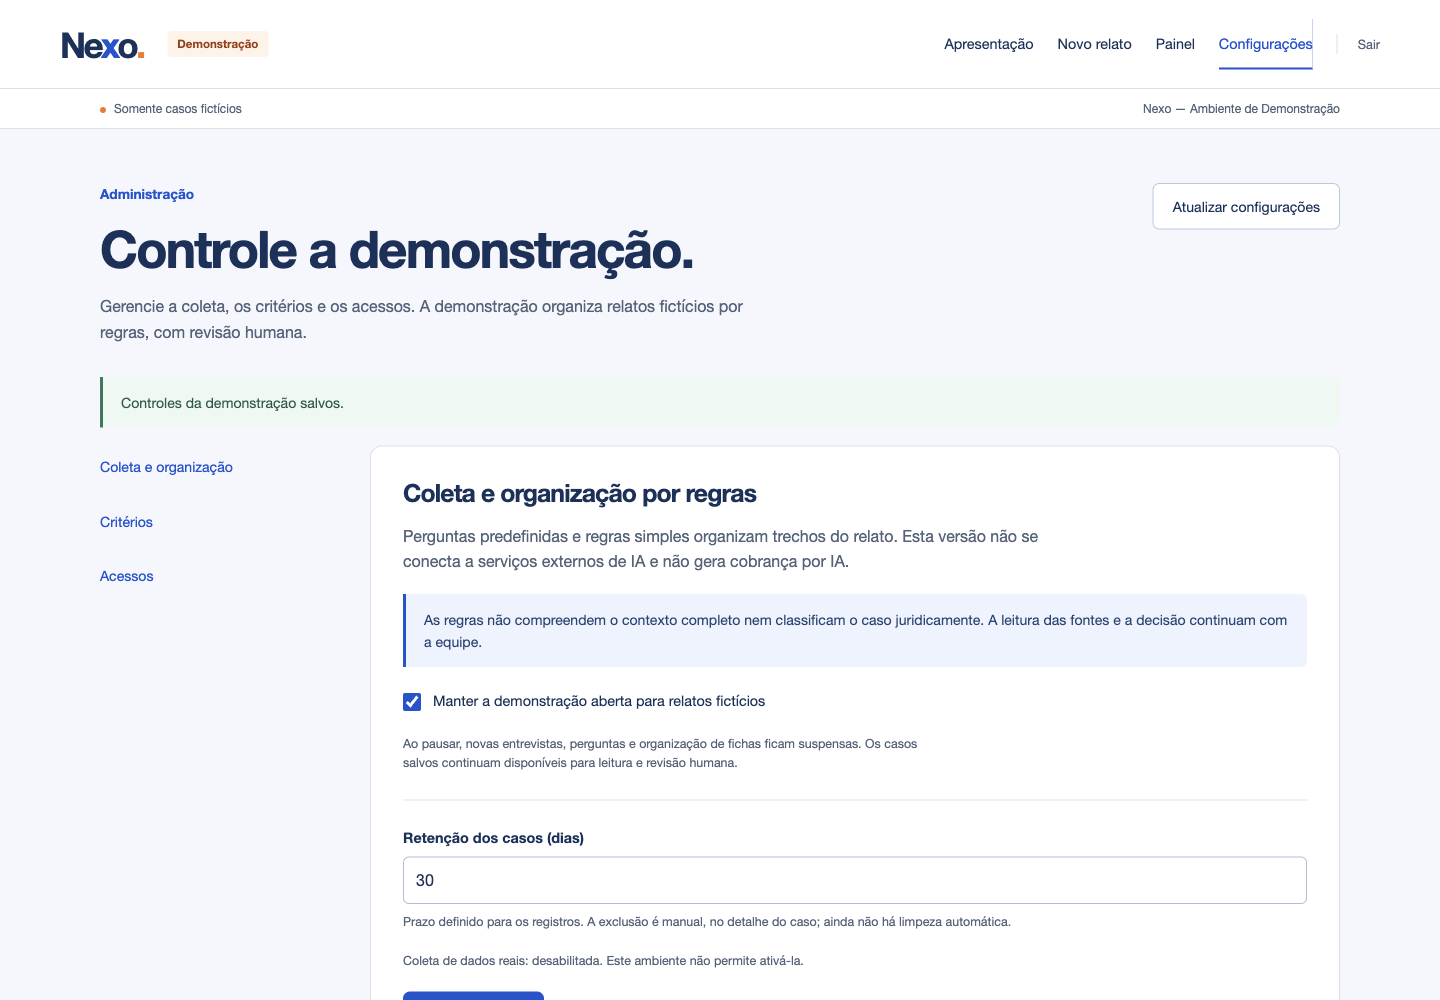 Nexo.
Demonstração
Apresentação
Novo relato
Painel
Configurações
Sair
Somente casos fictícios
Nexo — Ambiente de Demonstração
Administração
Atualizar configurações
Controle a demonstração.
Gerencie a coleta, os critérios e os acessos. A demonstração organiza relatos fictícios por
regras, com revisão humana.
Controles da demonstração salvos.
Coleta e organização
Critérios
Acessos
Coleta e organização por regras
Perguntas predefinidas e regras simples organizam trechos do relato. Esta versão não se
conecta a serviços externos de IA e não gera cobrança por IA.
As regras não compreendem o contexto completo nem classificam o caso juridicamente. A leitura das fontes e a decisão continuam com
a equipe.
Manter a demonstração aberta para relatos fictícios
Ao pausar, novas entrevistas, perguntas e organização de fichas ficam suspensas. Os casos
salvos continuam disponíveis para leitura e revisão humana.
Retenção dos casos (dias)
30
Prazo definido para os registros. A exclusão é manual, no detalhe do caso; ainda não há limpeza automática.
Coleta de dados reais: desabilitada. Este ambiente não permite ativá-la.